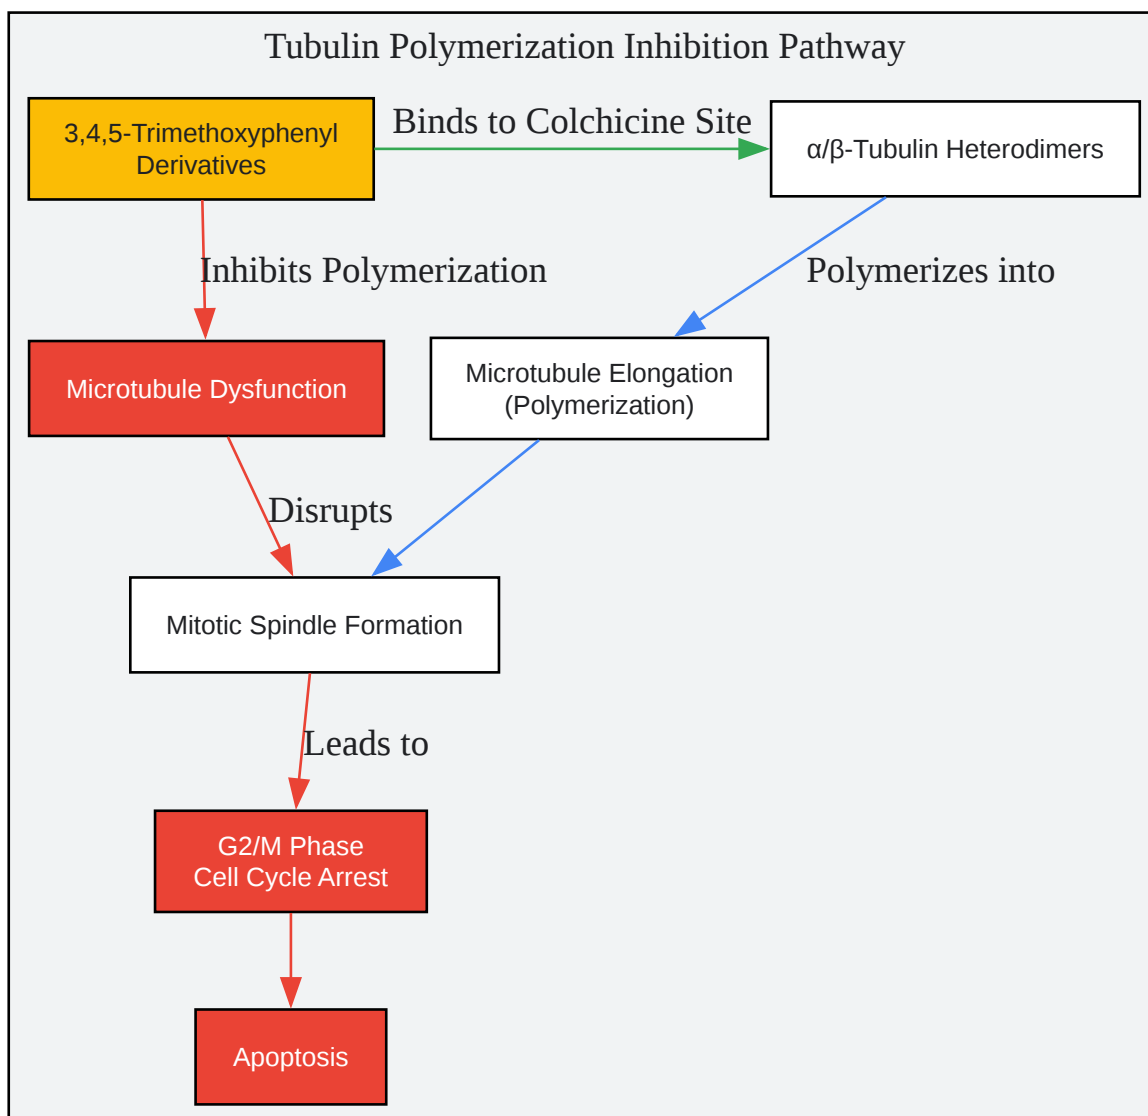 Tubulin Polymerization Inhibition Pathway
3,4,5-Trimethoxyphenyl
Derivatives
Binds to Colchicine Site
α/β-Tubulin Heterodimers
Inhibits Polymerization
Polymerizes into
Microtubule Dysfunction
Microtubule Elongation
(Polymerization)
Disrupts
Mitotic Spindle Formation
Leads to
G2/M Phase
Cell Cycle Arrest
Apoptosis